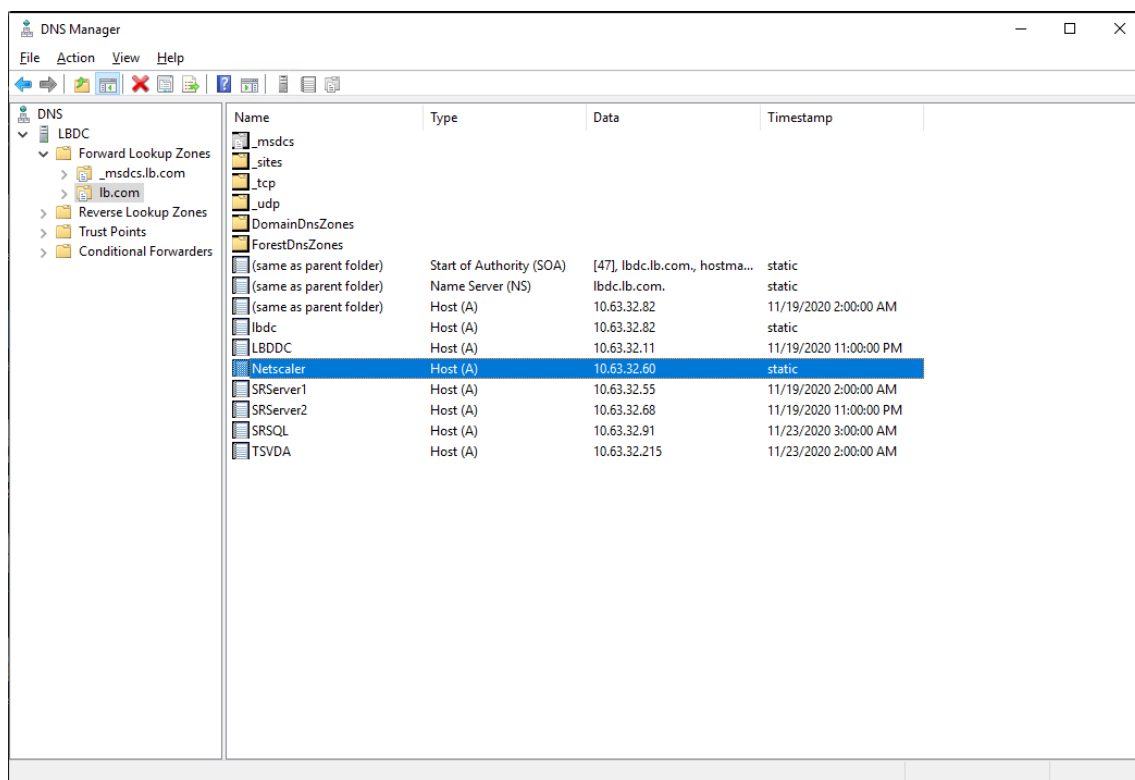 DNS Manager
File Action View Help
DNS
LBDC
Forward Lookup Zones
_msdcs.lb.com
lb.com
Reverse Lookup Zones
Trust Points
Conditional Forwarders
Name Type Data Timestamp
_msdcs
_sites
_tcp
_udp
DomainDnsZones
ForestDnsZones
(same as parent folder) Start of Authority (SOA) [47], lbdc.lb.com., hostma... static
(same as parent folder) Name Server (NS) lbdc.lb.com. static
(same as parent folder) Host (A) 10.63.32.82 11/19/2020 2:00:00 AM
lbdc Host (A) 10.63.32.82 static
LBDDC Host (A) 10.63.32.11 11/19/2020 11:00:00 PM
Netscaler Host (A) 10.63.32.60 static
SRServer1 Host (A) 10.63.32.55 11/19/2020 2:00:00 AM
SRServer2 Host (A) 10.63.32.68 11/19/2020 11:00:00 PM
SRSQL Host (A) 10.63.32.91 11/23/2020 3:00:00 AM
TSVDA Host (A) 10.63.32.215 11/23/2020 2:00:00 AM